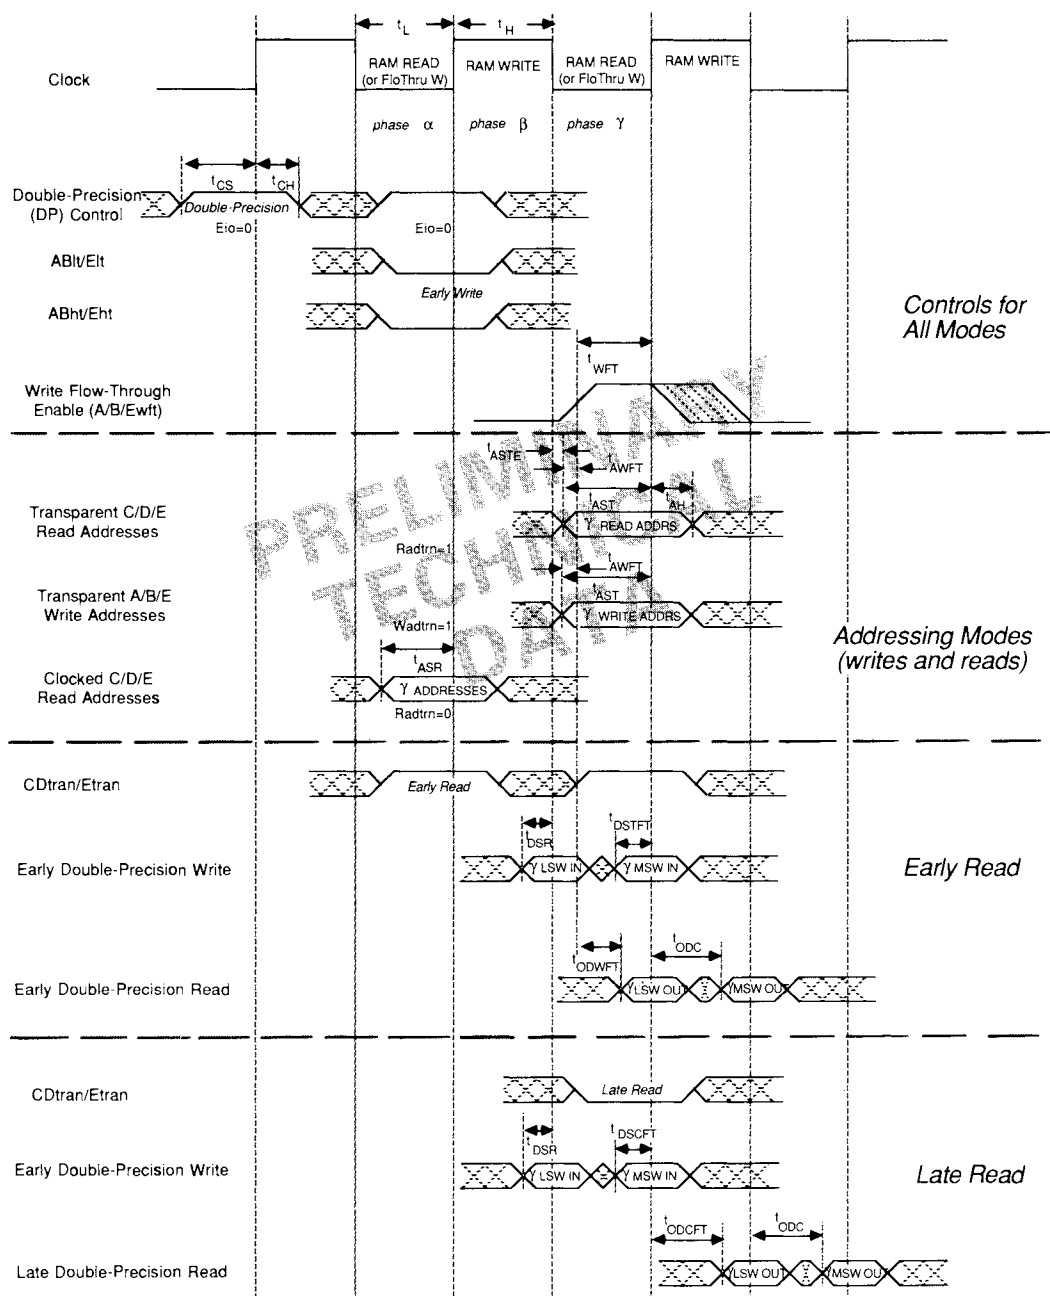 tL tH
Clock
RAM READ (or FloThru W)
RAM WRITE
RAM READ (or FloThru W)
RAM WRITE
phase α
phase β
phase γ
tCS tCH
Double-Precision (DP) Control
Double-Precision
Eio=0
Eio=0
ABlt/Elt
Early Write
ABht/Eht
Controls for
All Modes
tWFT
Write Flow-Through
Enable (A/B/Ewft)
PRELIMINARY
TECHNICAL
DATA
tASTE
tAWFT
tAST
tAH
Transparent C/D/E
Read Addresses
γ READ ADDRS
Radtrn=1
tAWFT
tAST
Transparent A/B/E
Write Addresses
γ WRITE ADDRS
Wadtrn=1
Addressing Modes
(writes and reads)
tASR
Clocked C/D/E
Read Addresses
γ ADDRESSES
Radtrn=0
CDtran/Etran
Early Read
tDSR
tDSTFT
Early Double-Precision Write
γ LSW IN
γ MSW IN
Early Read
tODWFT
tODC
Early Double-Precision Read
γLSW OUT
γMSW OUT
CDtran/Etran
Late Read
tDSR
tDSCFT
Early Double-Precision Write
γ LSW IN
γ MSW IN
Late Read
tODCFT
tODC
Late Double-Precision Read
γLSW OUT
γMSW OUT